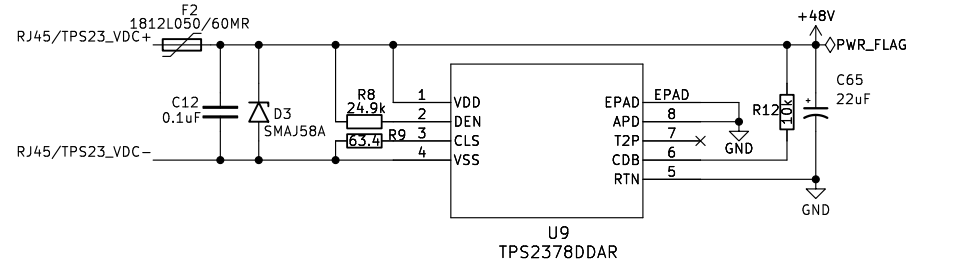 F2
1812L050/60MR
+48V
RJ45/TPS23_VDC+
PWR_FLAG
C65
22uF
R8
24.9k
1
VDD
EPAD
EPAD
C12
0.1uF
D3
SMAJ58A
2
DEN
APD
8
R12
10k
+
63.4
R9
3
CLS
T2P
7
GND
RJ45/TPS23_VDC-
4
VSS
CDB
6
RTN
5
GND
U9
TPS2378DDAR